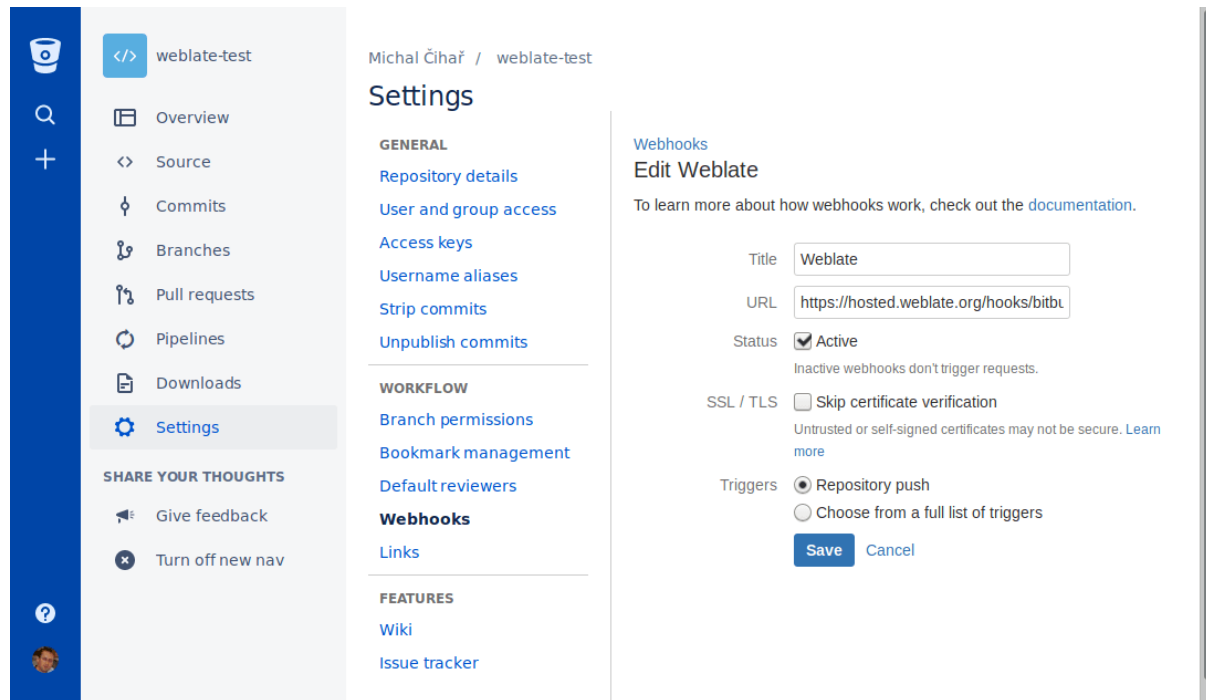 </> weblate-test
Overview
Source
Commits
Branches
Pull requests
Pipelines
Downloads
Settings
SHARE YOUR THOUGHTS
Give feedback
Turn off new nav
Michal Čihař / weblate-test
Settings
GENERAL
Repository details
User and group access
Access keys
Username aliases
Strip commits
Unpublish commits
WORKFLOW
Branch permissions
Bookmark management
Default reviewers
Webhooks
Links
FEATURES
Wiki
Issue tracker
Webhooks
Edit Weblate
To learn more about how webhooks work, check out the documentation.
Title Weblate
URL https://hosted.weblate.org/hooks/bitbu
Status Active
Inactive webhooks don't trigger requests.
SSL / TLS Skip certificate verification
Untrusted or self-signed certificates may not be secure. Learn
more
Triggers Repository push
Choose from a full list of triggers
Save Cancel